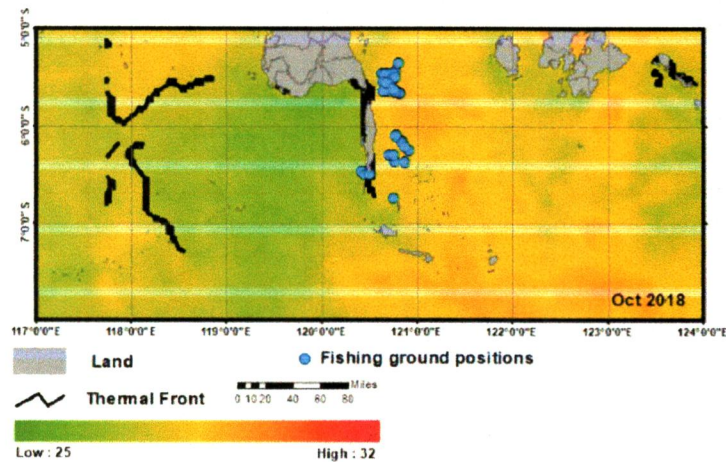 5°0'0"S
6°0'0"S
7°0'0"S
Oct 2018
117°0'0"E 118°0'0"E 119°0'0"E 120°0'0"E 121°0'0"E 122°0'0"E 123°0'0"E 124°0'0"E
Land Fishing ground positions
Thermal Front 0 10 20 40 60 80 Miles
Low : 25 High : 32